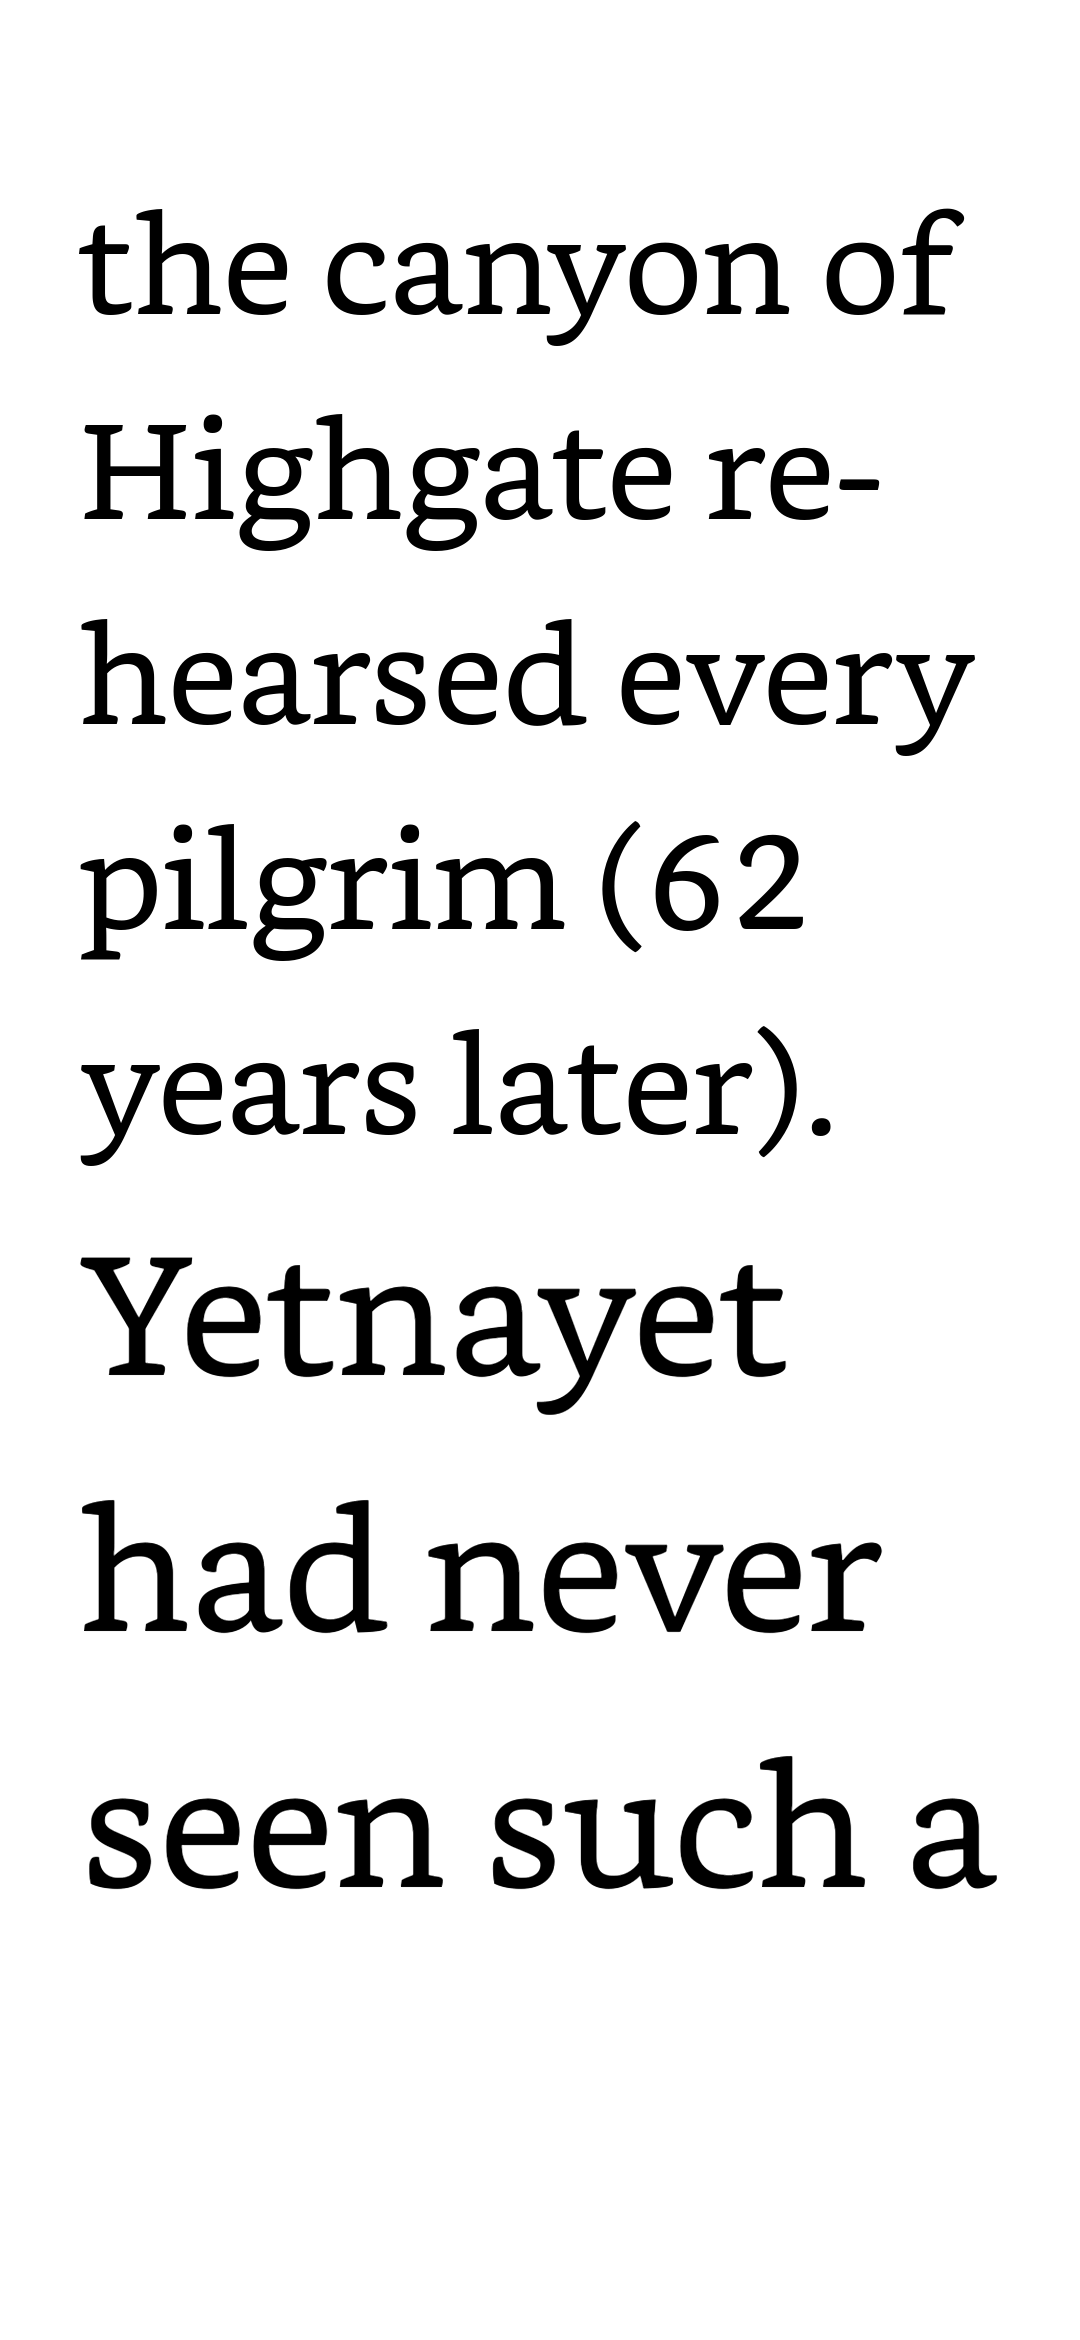 the canyon of
Highgate re-
hearsed every
pilgrim (62
years later).
Yetnayet
had never
seen such a